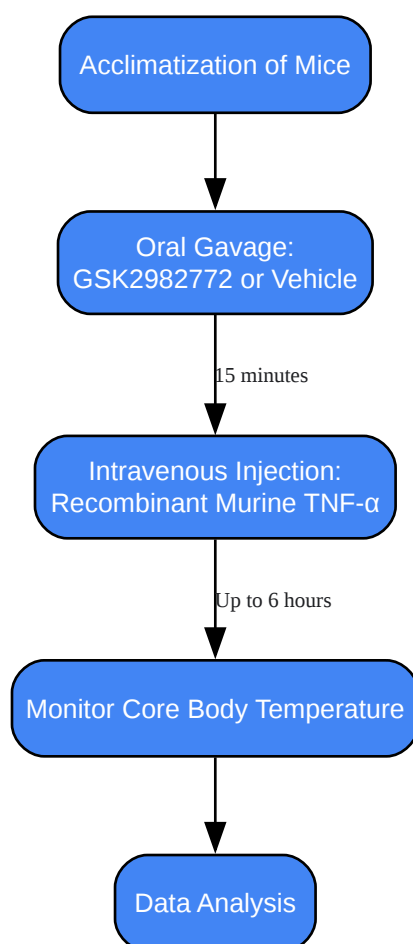 Acclimatization of Mice
Oral Gavage:
GSK2982772 or Vehicle
15 minutes
Intravenous Injection:
Recombinant Murine TNF-α
Up to 6 hours
Monitor Core Body Temperature
Data Analysis